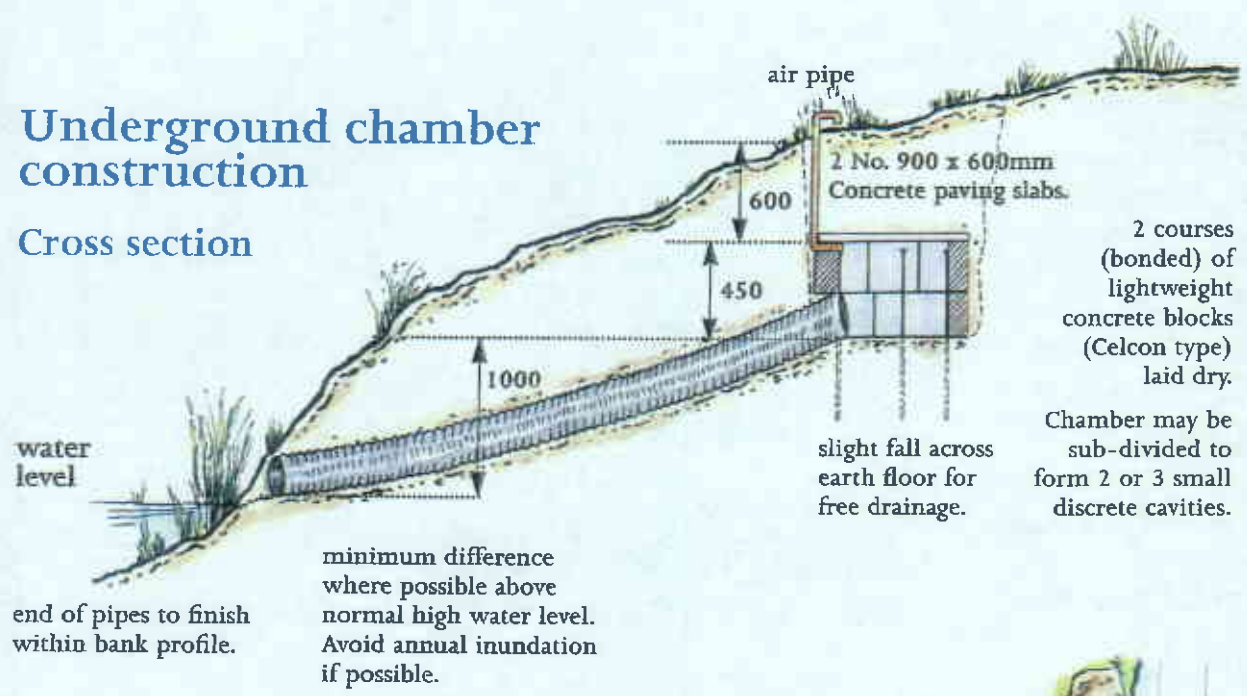 Underground chamber
construction
Cross section
air pipe
2 No. 900 x 600mm
Concrete paving slabs.
600
450
1000
2 courses
(bonded) of
lightweight
concrete blocks
(Celcon type)
laid dry.
Chamber may be
sub-divided to
form 2 or 3 small
discrete cavities.
slight fall across
earth floor for
free drainage.
water
level
minimum difference
where possible above
normal high water level.
Avoid annual inundation
if possible.
end of pipes to finish
within bank profile.